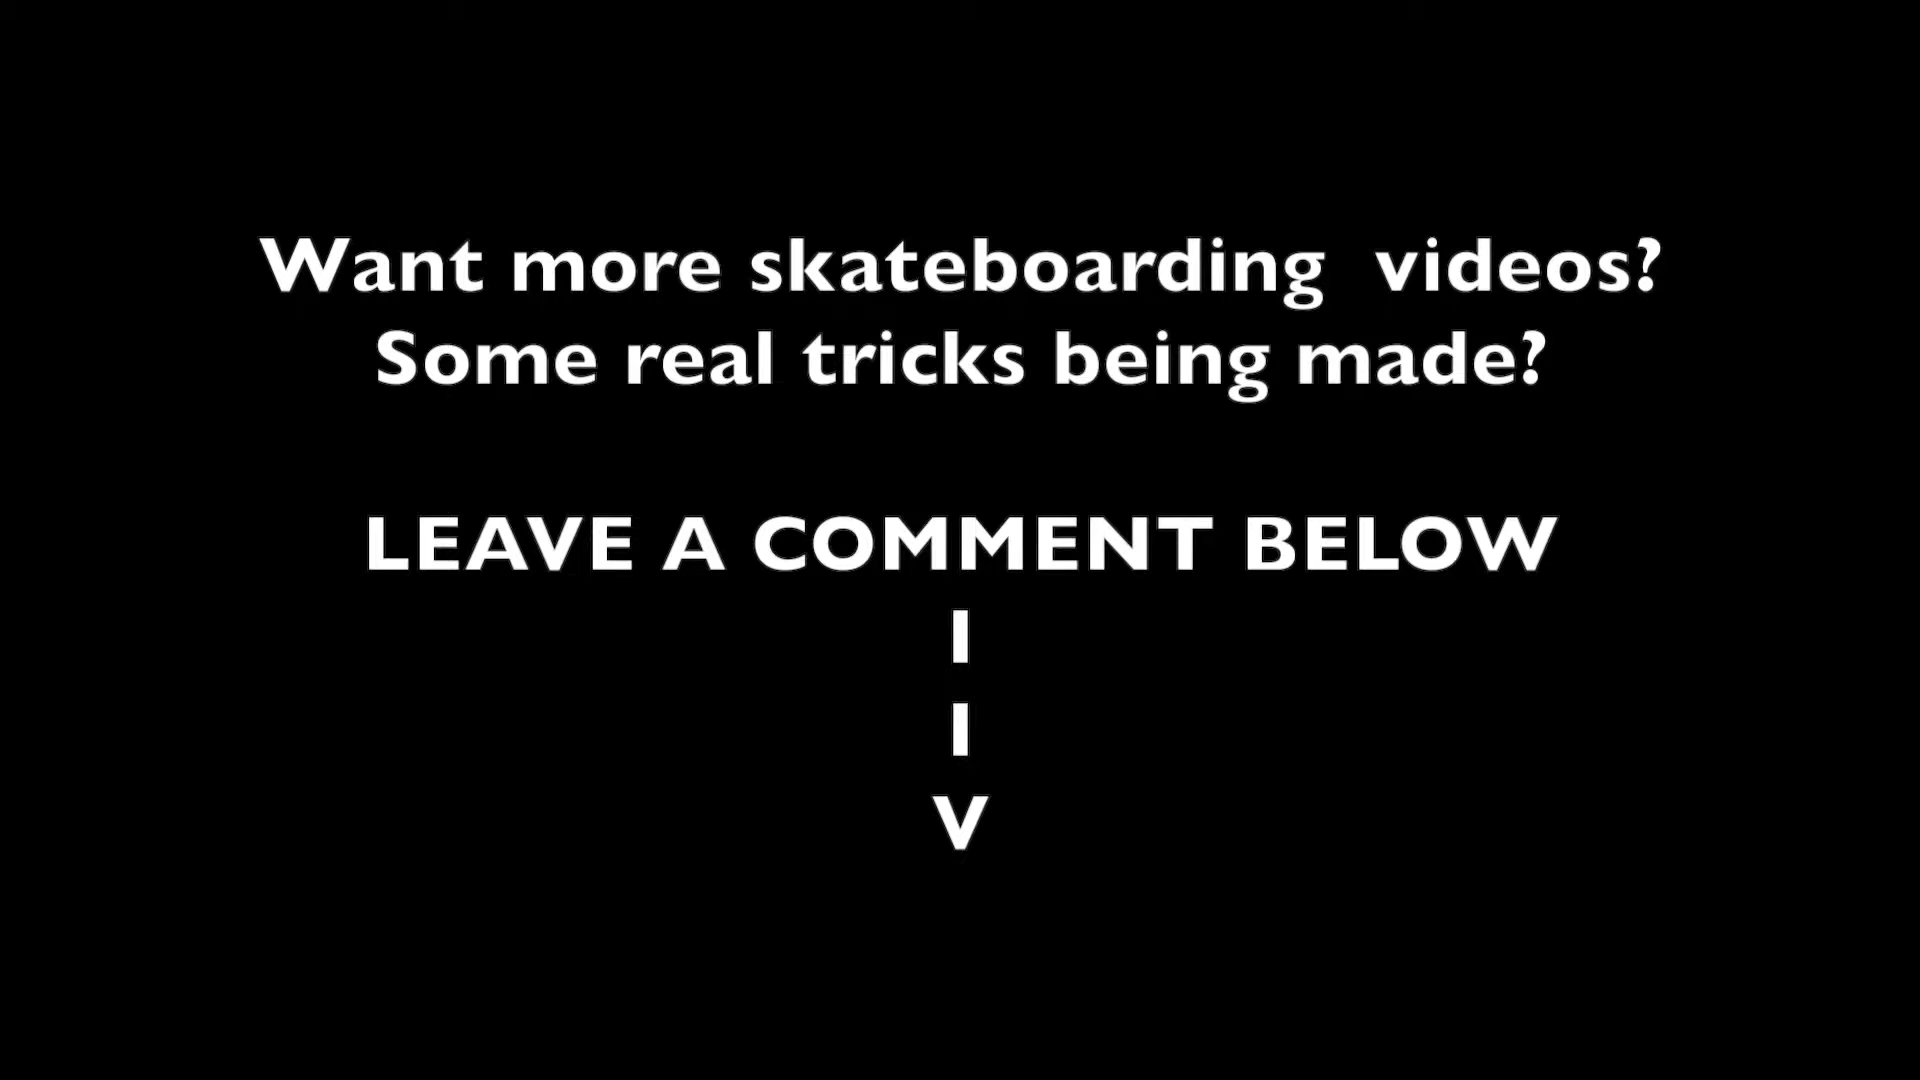 Want more skateboarding  videos?
Some real tricks being made?
LEAVE A COMMENT BELOW
I
I
V